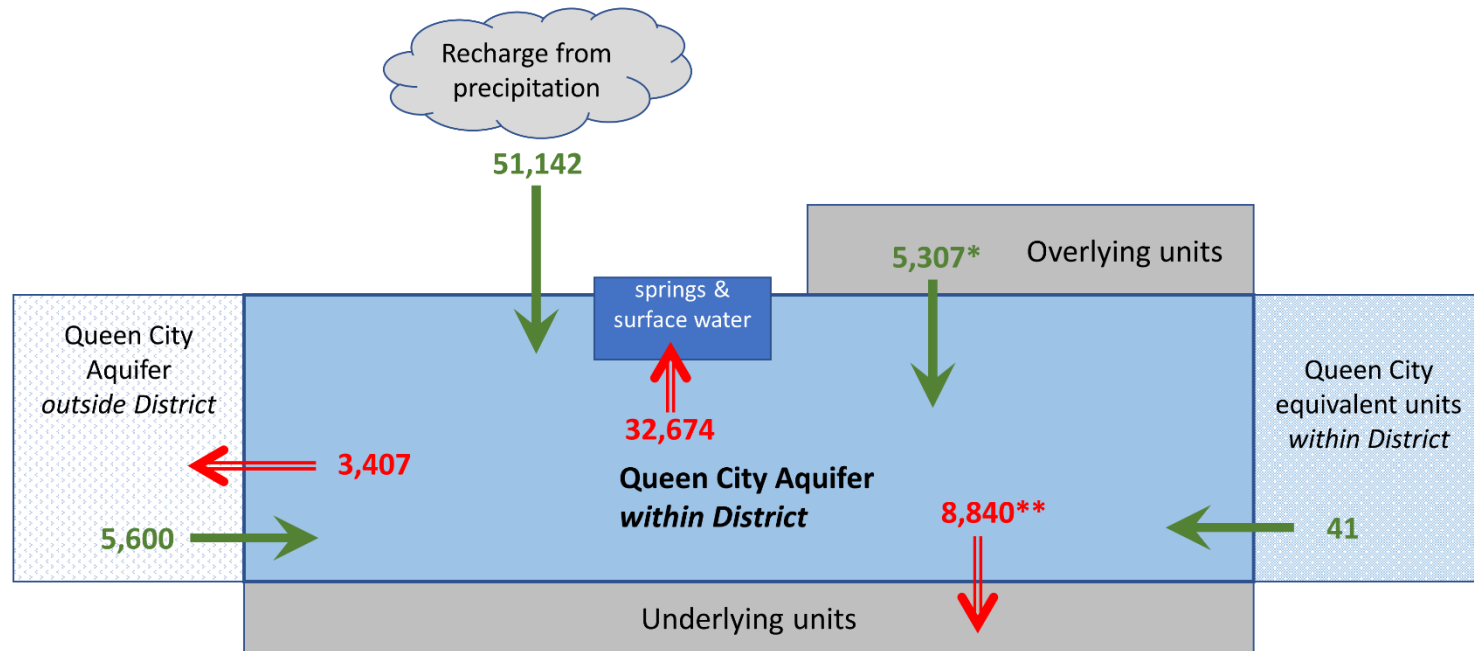 Recharge from
precipitation
51,142
5,307*
Overlying units
springs &
surface water
Queen City
Aquifer
outside District
Queen City
equivalent units
within District
32,674
3,407
Queen City Aquifer
within District
8,840**
5,600
41
Underlying units